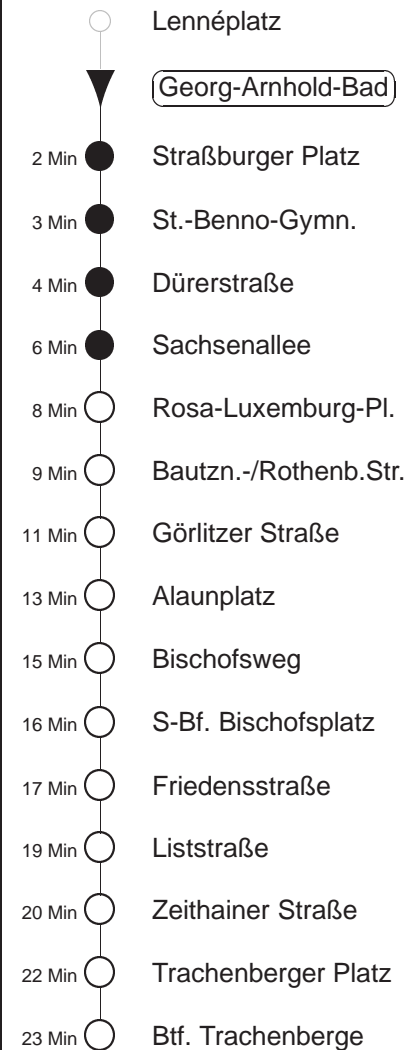 Lennéplatz
Georg-Arnhold-Bad
2 Min Straßburger Platz
3 Min St.-Benno-Gymn.
4 Min Dürerstraße
6 Min Sachsenallee
8 Min Rosa-Luxemburg-Pl.
9 Min Bautzn.-/Rothenb.Str.
11 Min Görlitzer Straße
13 Min Alaunplatz
15 Min Bischofsweg
16 Min S-Bf. Bischofsplatz
17 Min Friedensstraße
19 Min Liststraße
20 Min Zeithainer Straße
22 Min Trachenberger Platz
23 Min Btf. Trachenberge